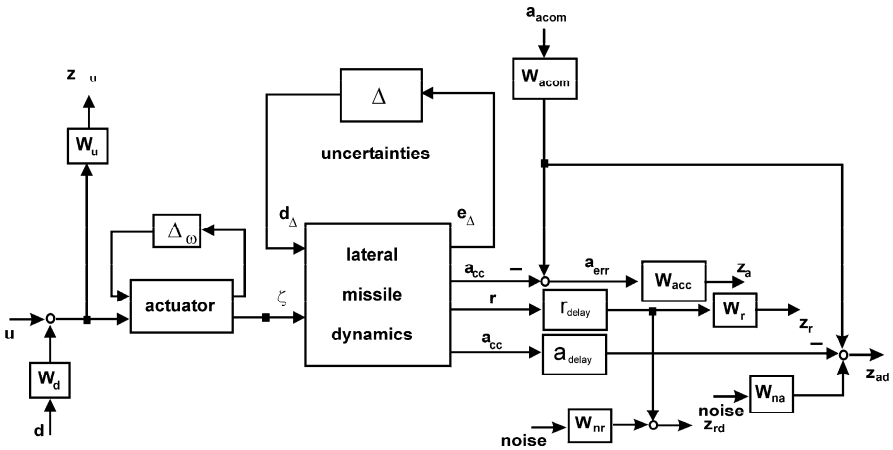 a_acom
W_acom
z_u
W_u
Δ
uncertainties
d_Δ
e_Δ
Δ_ω
lateral
missile
dynamics
actuator
ζ
a_cc
−
a_err
W_acc
z_a
r
r_delay
W_r
z_r
u
a_cc
a_delay
−
z_ad
W_d
d
noise
W_na
noise
W_nr
z_rd